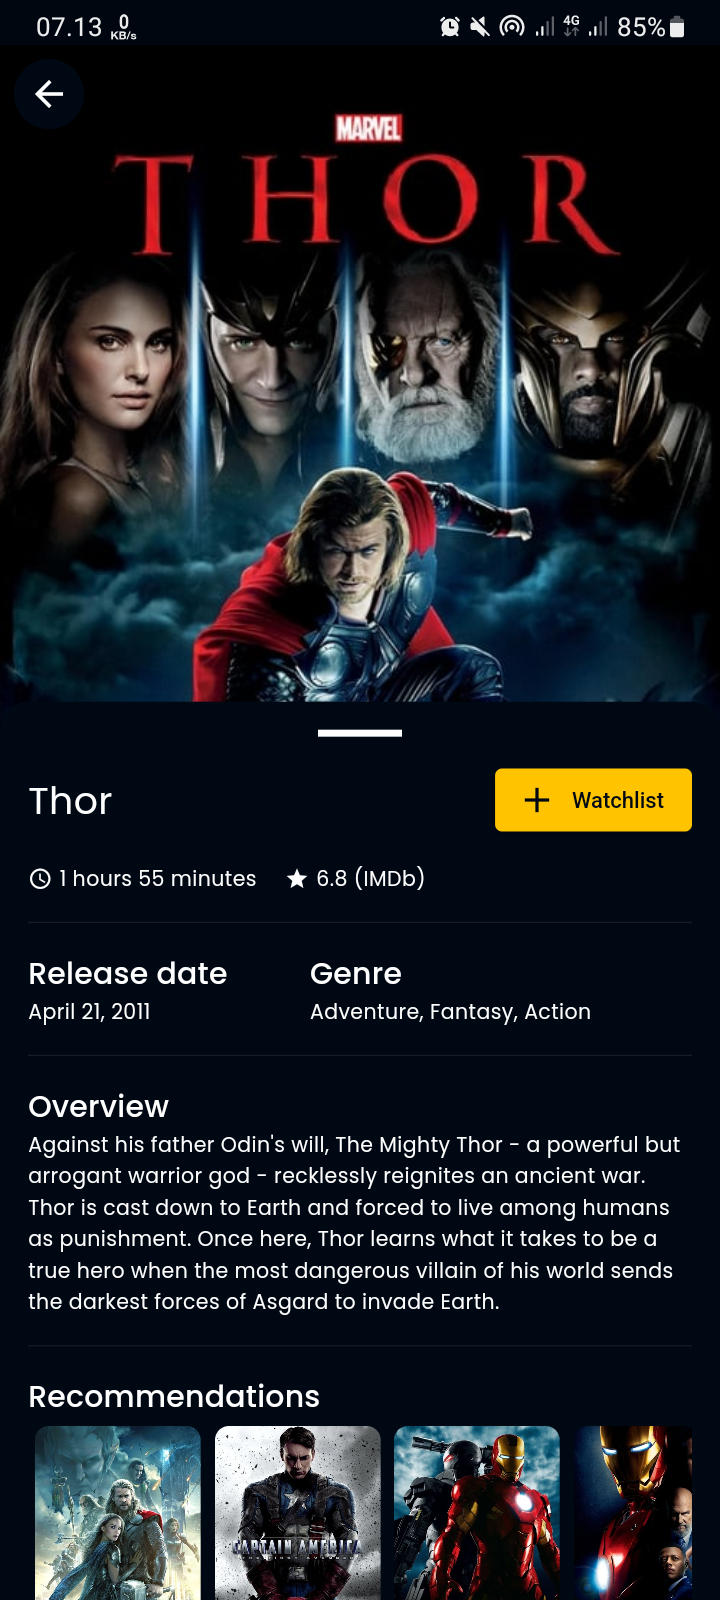 07.13 0 KB/s 4G 85%
MARVEL
THOR
Thor
Watchlist
1 hours 55 minutes 6.8 (IMDb)
Release date Genre
April 21, 2011 Adventure, Fantasy, Action
Overview
Against his father Odin's will, The Mighty Thor - a powerful but
arrogant warrior god - recklessly reignites an ancient war.
Thor is cast down to Earth and forced to live among humans
as punishment. Once here, Thor learns what it takes to be a
true hero when the most dangerous villain of his world sends
the darkest forces of Asgard to invade Earth.
Recommendations
CAPTAIN AMERICA